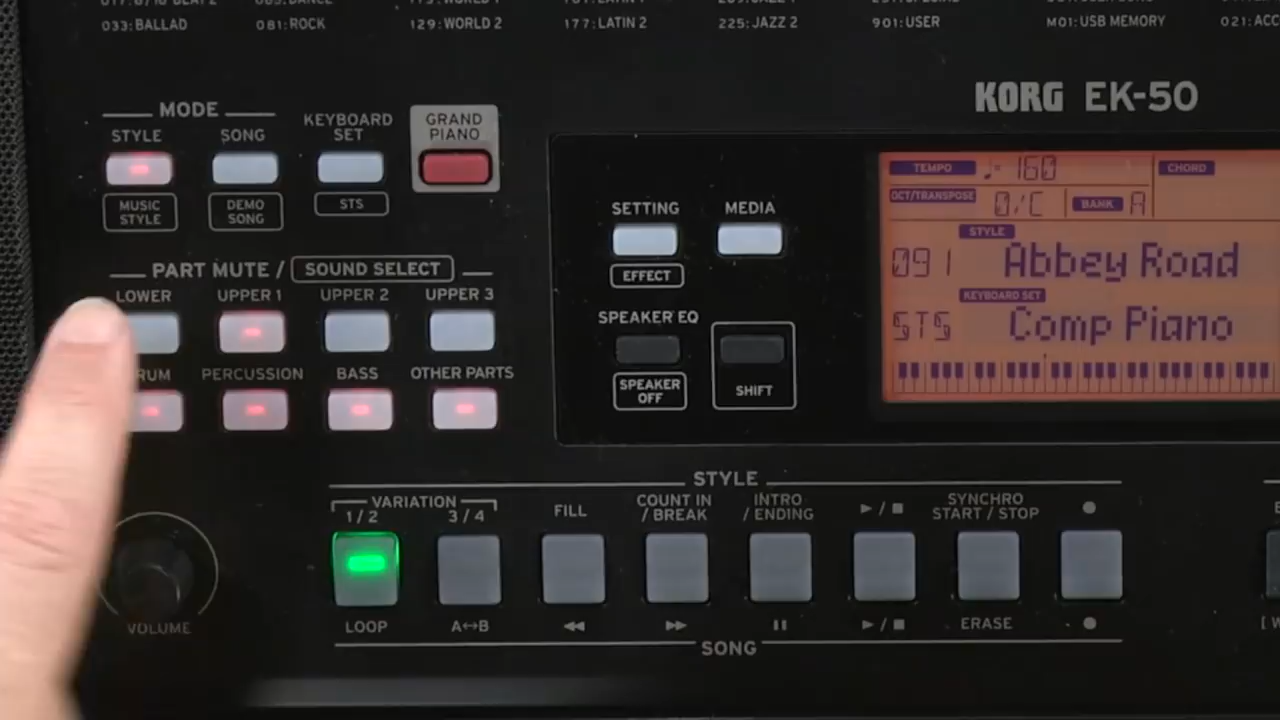 033:BALLAD 081:ROCK 129:WORLD 2 177:LATIN 2 225:JAZZ 2 901:USER M01:USB MEMORY
KORG EK-50
MODE
STYLE SONG KEYBOARD SET GRAND PIANO
MUSIC STYLE DEMO SONG STS
TEMPO ♩= 160 CHORD
OCT/TRANSPOSE 0/C BANK A
SETTING MEDIA
EFFECT
STYLE
091 Abbey Road
KEYBOARD SET
STS Comp Piano
PART MUTE / SOUND SELECT
LOWER UPPER 1 UPPER 2 UPPER 3
SPEAKER EQ
RUM PERCUSSION BASS OTHER PARTS
SPEAKER OFF SHIFT
STYLE
VARIATION
1/2 3/4 FILL COUNT IN / BREAK INTRO / ENDING ▶/■ SYNCHRO START / STOP ●
VOLUME
LOOP A↔B ◀◀ ▶▶ ❚❚ ▶/■ ERASE ●
SONG